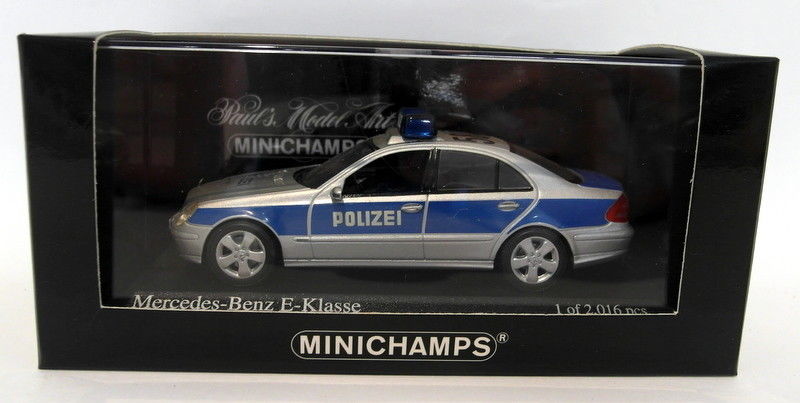 Paul's Model Art
MINICHAMPS
POLIZEI
Mercedes-Benz E-Klasse
1 of 2.016 pcs.
MINICHAMPS®